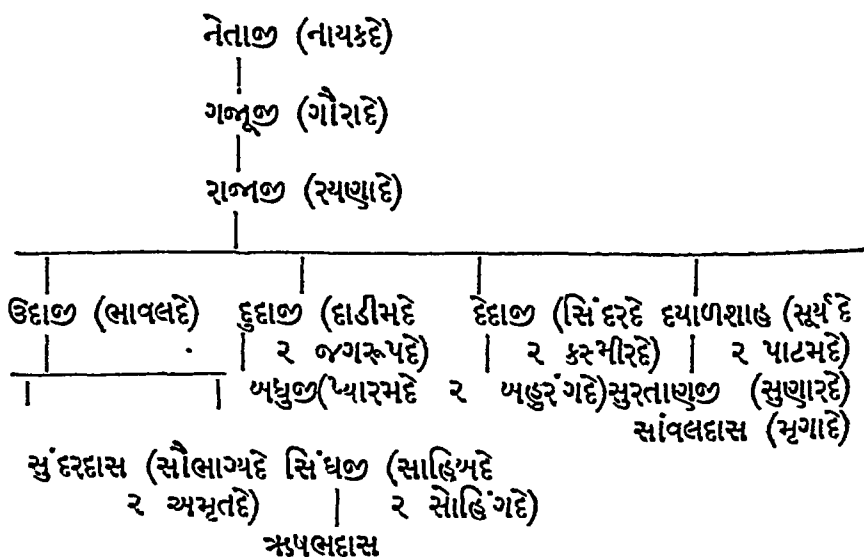 નેતાજી (નાયકદે)
ગજૂજી (ગૌરાદે)
રાજાજી (રયણાદે)
ઉદાજી (ભાવલદે) દુદાજી (દાડીમદે દેદાજી (સિંદરદે દયાળશાહ (સૂર્યદે
૨ જગરૂપદે) ૨ કસ્મીરદે) ૨ પાટમદે)
બધુજી(પ્યારમદે ૨ બહુરંગદે) સુરતાણજી (સુણારદે)
સાંવલદાસ (મૃગાદે)
સુંદરદાસ (સૌભાગ્યદે સિંઘજી (સાહિબદે
૨ અમૃતદે) ૨ સોહિંગદે)
ઋષભદાસ